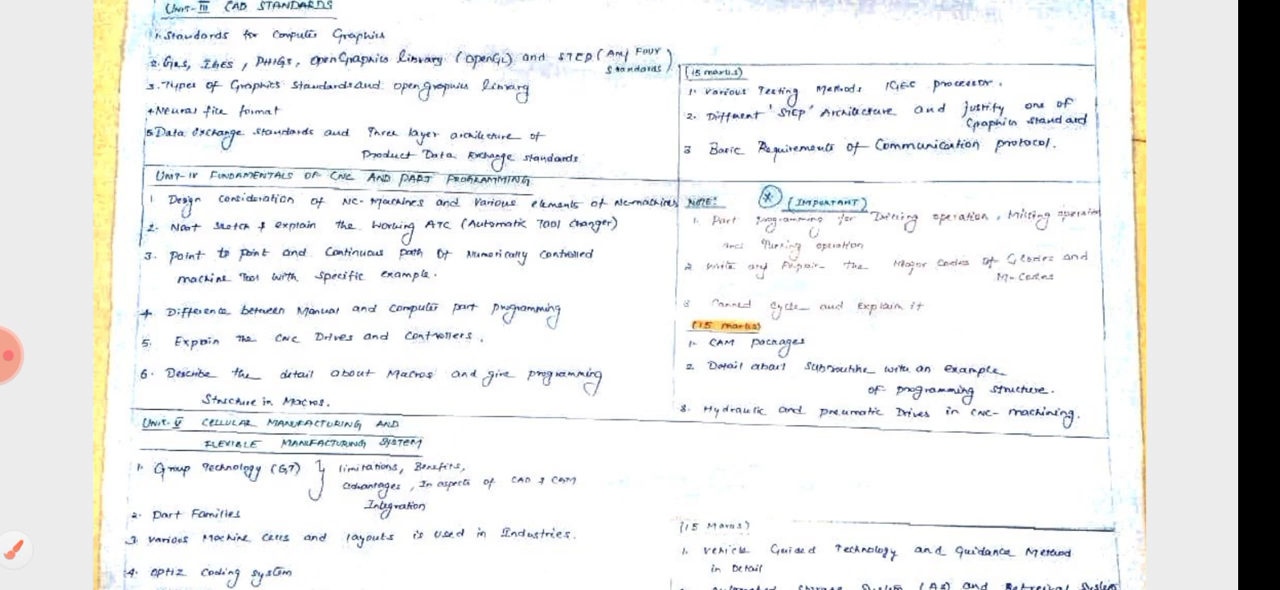 UNIT-III CAD STANDARDS
1. Standards for Computer Graphics
2. GKS, IGES, PHIGS, Open Graphics Library (OpenGL) and STEP (Any Four Standards)
3. Types of Graphics Standards and open graphics library
4. Neural file format
5. Data Exchange Standards and Three layer architecture of
Product Data Exchange Standards
(15 marks)
1. Various Testing Methods IGES processor.
2. Different 'STEP' Architecture and justify one of
Graphics Standard
3 Basic Requirements of Communication protocol.
UNIT-IV FUNDAMENTALS OF CNC AND PART PROGRAMMING
1. Design consideration of NC-Machines and Various elements of NC-machines
2. Neat Sketch & explain the Working ATC (Automatic Tool Changer)
3. Point to point and Continuous path of Numerically Controlled
machine Tool with specific example.
4. Difference between Manual and Computer part programming
5. Explain the CNC Drives and Controllers.
6. Describe the detail about Macros and give programming
Structure in Macros.
NOTE: * (IMPORTANT)
1. Part programming for Drilling operation, Milling operation
and Turning operation
2. Write any the Major Codes of G-codes and
M-Codes
3 Canned Cycle and Explain it
(15 marks)
1. CAM packages
2. Detail about Subroutine with an example
of programming structure.
3. Hydraulic and pneumatic Drives in CNC-machining.
UNIT-V CELLULAR MANUFACTURING AND
FLEXIBLE MANUFACTURING SYSTEM
1. Group Technology (GT) } limitations, Benefits,
advantages, In aspects of CAD & CAM
Integration
2. Part Families
3. Various Machine Cells and layouts is used in Industries.
4. OPTIZ Coding System
(15 Marks)
1. Vehicle Guided Technology and Guidance Method
in Detail
2. Automated Storage System (AS) and Retrieval System